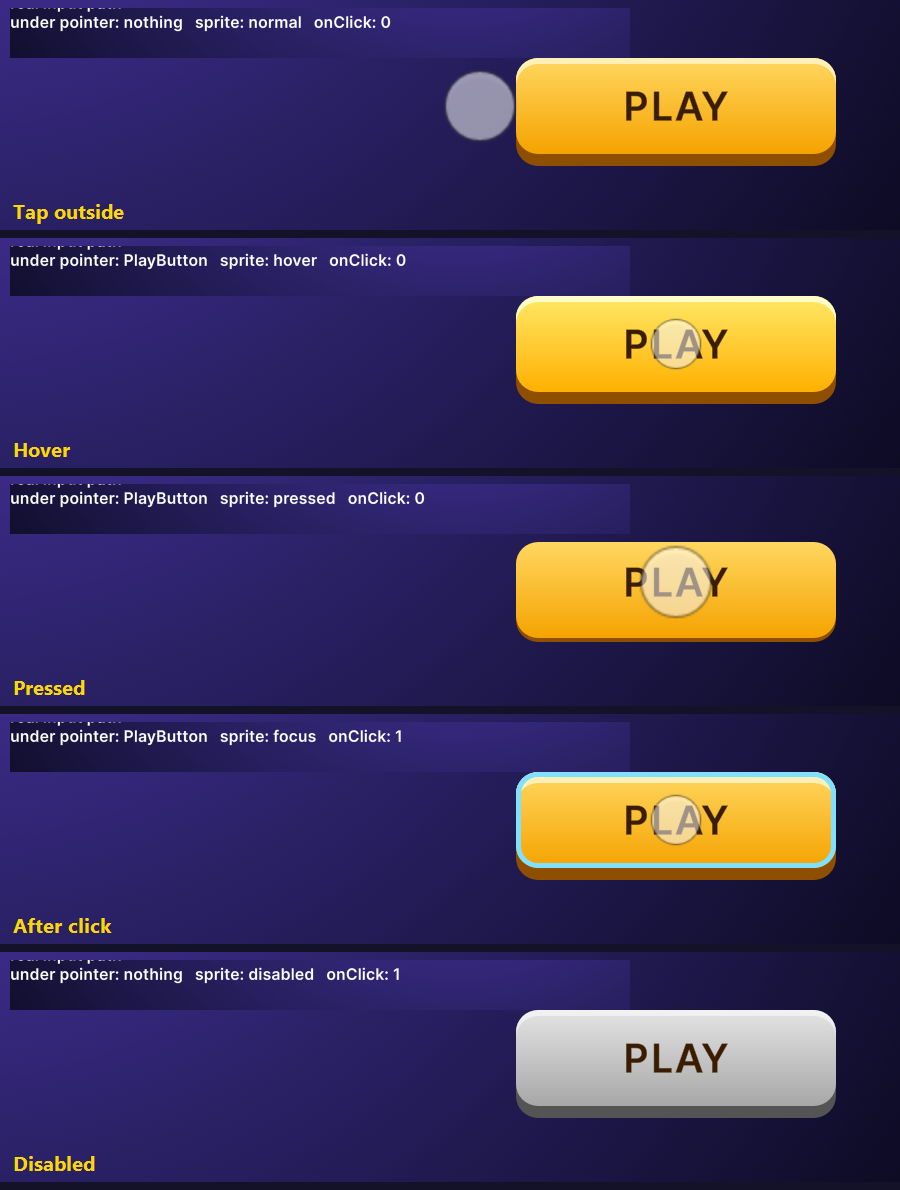 under pointer: nothing sprite: normal onClick: 0
PLAY
Tap outside
under pointer: PlayButton sprite: hover onClick: 0
PLAY
Hover
under pointer: PlayButton sprite: pressed onClick: 0
PLAY
Pressed
under pointer: PlayButton sprite: focus onClick: 1
PLAY
After click
under pointer: nothing sprite: disabled onClick: 1
PLAY
Disabled